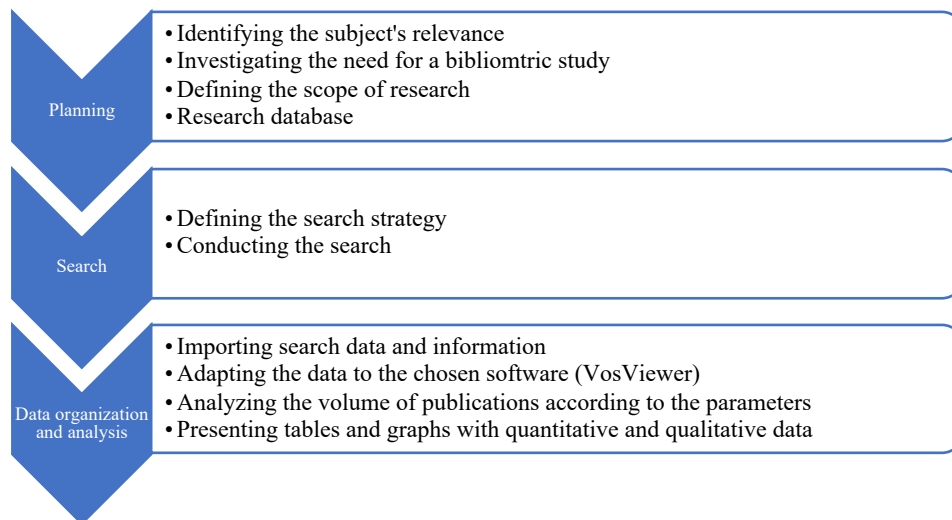 Planning
• Identifying the subject's relevance
• Investigating the need for a bibliomtric study
• Defining the scope of research
• Research database
Search
• Defining the search strategy
• Conducting the search
Data organization
and analysis
• Importing search data and information
• Adapting the data to the chosen software (VosViewer)
• Analyzing the volume of publications according to the parameters
• Presenting tables and graphs with quantitative and qualitative data